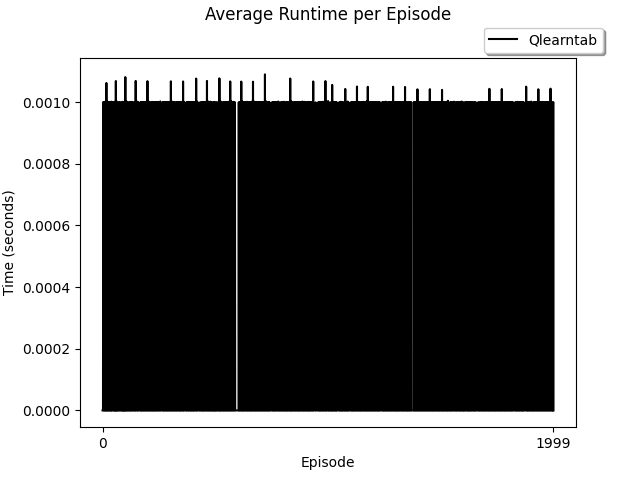 Average Runtime per Episode
Qlearntab
0.0010
0.0008
0.0006
0.0004
0.0002
0.0000
Time (seconds)
0
1999
Episode